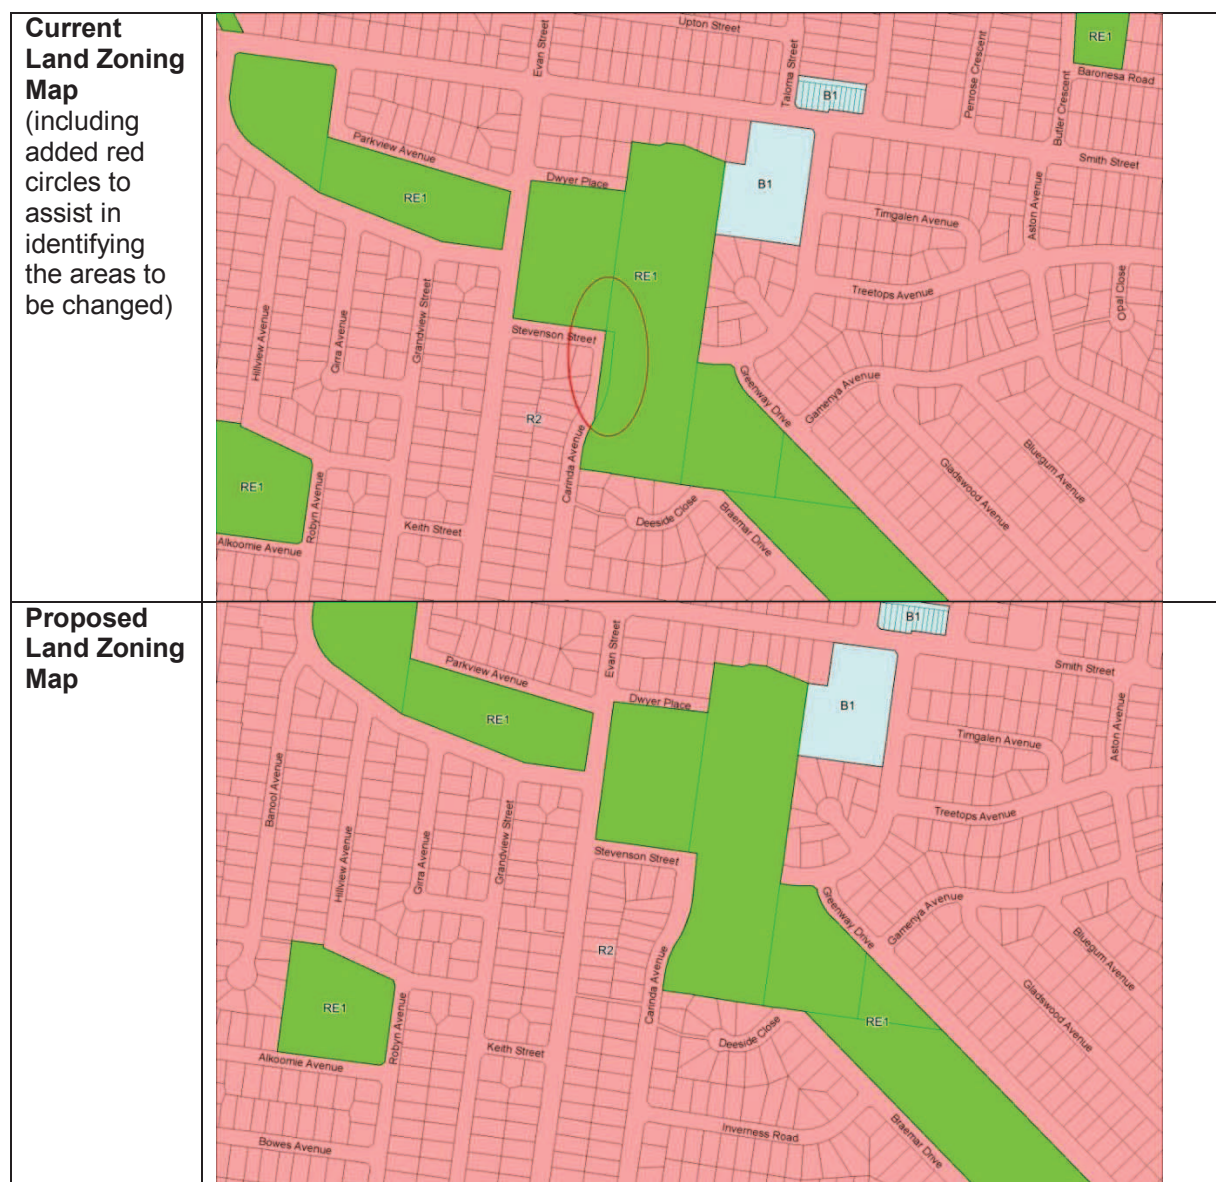 Current
Land Zoning
Map
(including
added red
circles to
assist in
identifying
the areas to
be changed)
Upton Street
Evan Street
Taloma Street
Penrose Crescent
RE1
Baronesa Road
B1
Butler Crescent
Parkview Avenue
Smith Street
Dwyer Place
B1
RE1
Aston Avenue
Timgalen Avenue
RE1
Treetops Avenue
Opal Close
Hillview Avenue
Girra Avenue
Grandview Street
Stevenson Street
Greenway Drive
Gamenya Avenue
R2
Carinda Avenue
Bluegum Avenue
Gladswood Avenue
RE1
Robyn Avenue
Keith Street
Deeside Close
Braemar Drive
Alkoomie Avenue
Proposed
Land Zoning
Map
B1
Evan Street
Parkview Avenue
Smith Street
Dwyer Place
B1
RE1
Aston Avenue
Timgalen Avenue
Banool Avenue
Treetops Avenue
Hillview Avenue
Girra Avenue
Grandview Street
Stevenson Street
Greenway Drive
Gamenya Avenue
R2
Carinda Avenue
Bluegum Avenue
Gladswood Avenue
RE1
Robyn Avenue
RE1
Deeside Close
Keith Street
Alkoomie Avenue
Inverness Road
Braemar Drive
Bowes Avenue